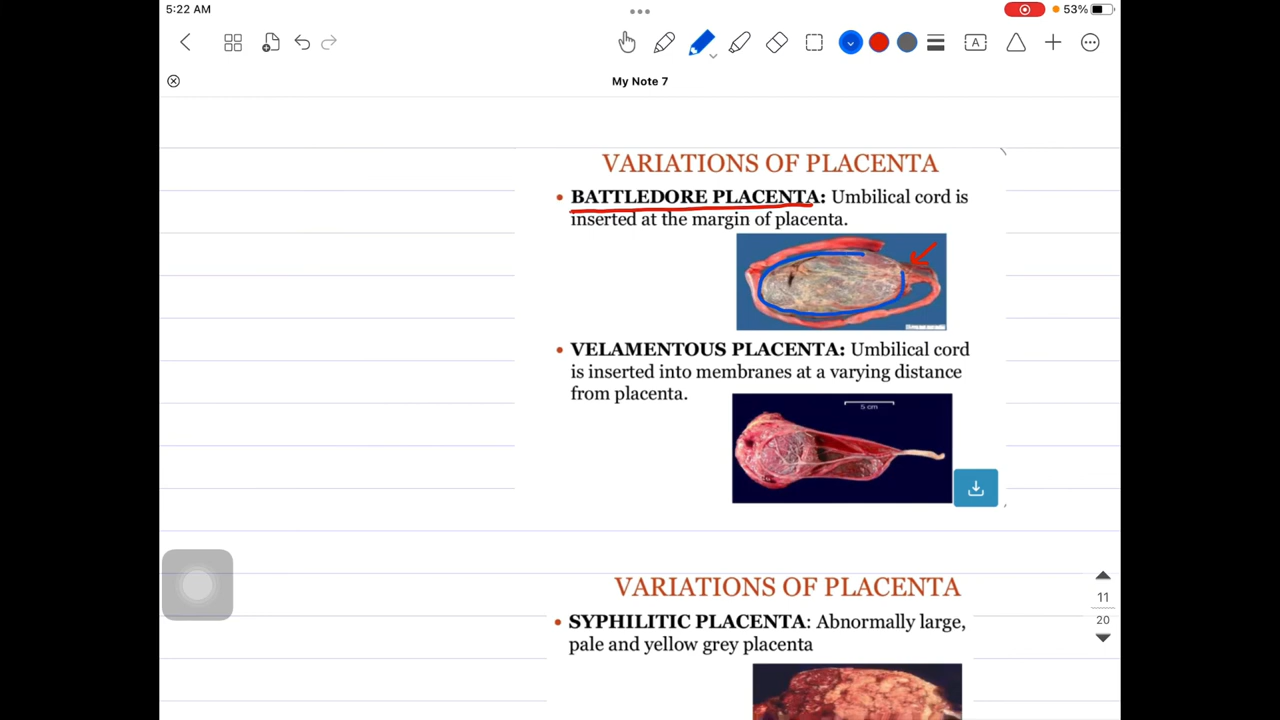 5:22 AM
53%
A
My Note 7
VARIATIONS OF PLACENTA
• BATTLEDORE PLACENTA: Umbilical cord is
inserted at the margin of placenta.
• VELAMENTOUS PLACENTA: Umbilical cord
is inserted into membranes at a varying distance
from placenta.
5 cm
VARIATIONS OF PLACENTA
• SYPHILITIC PLACENTA: Abnormally large,
pale and yellow grey placenta
11
20